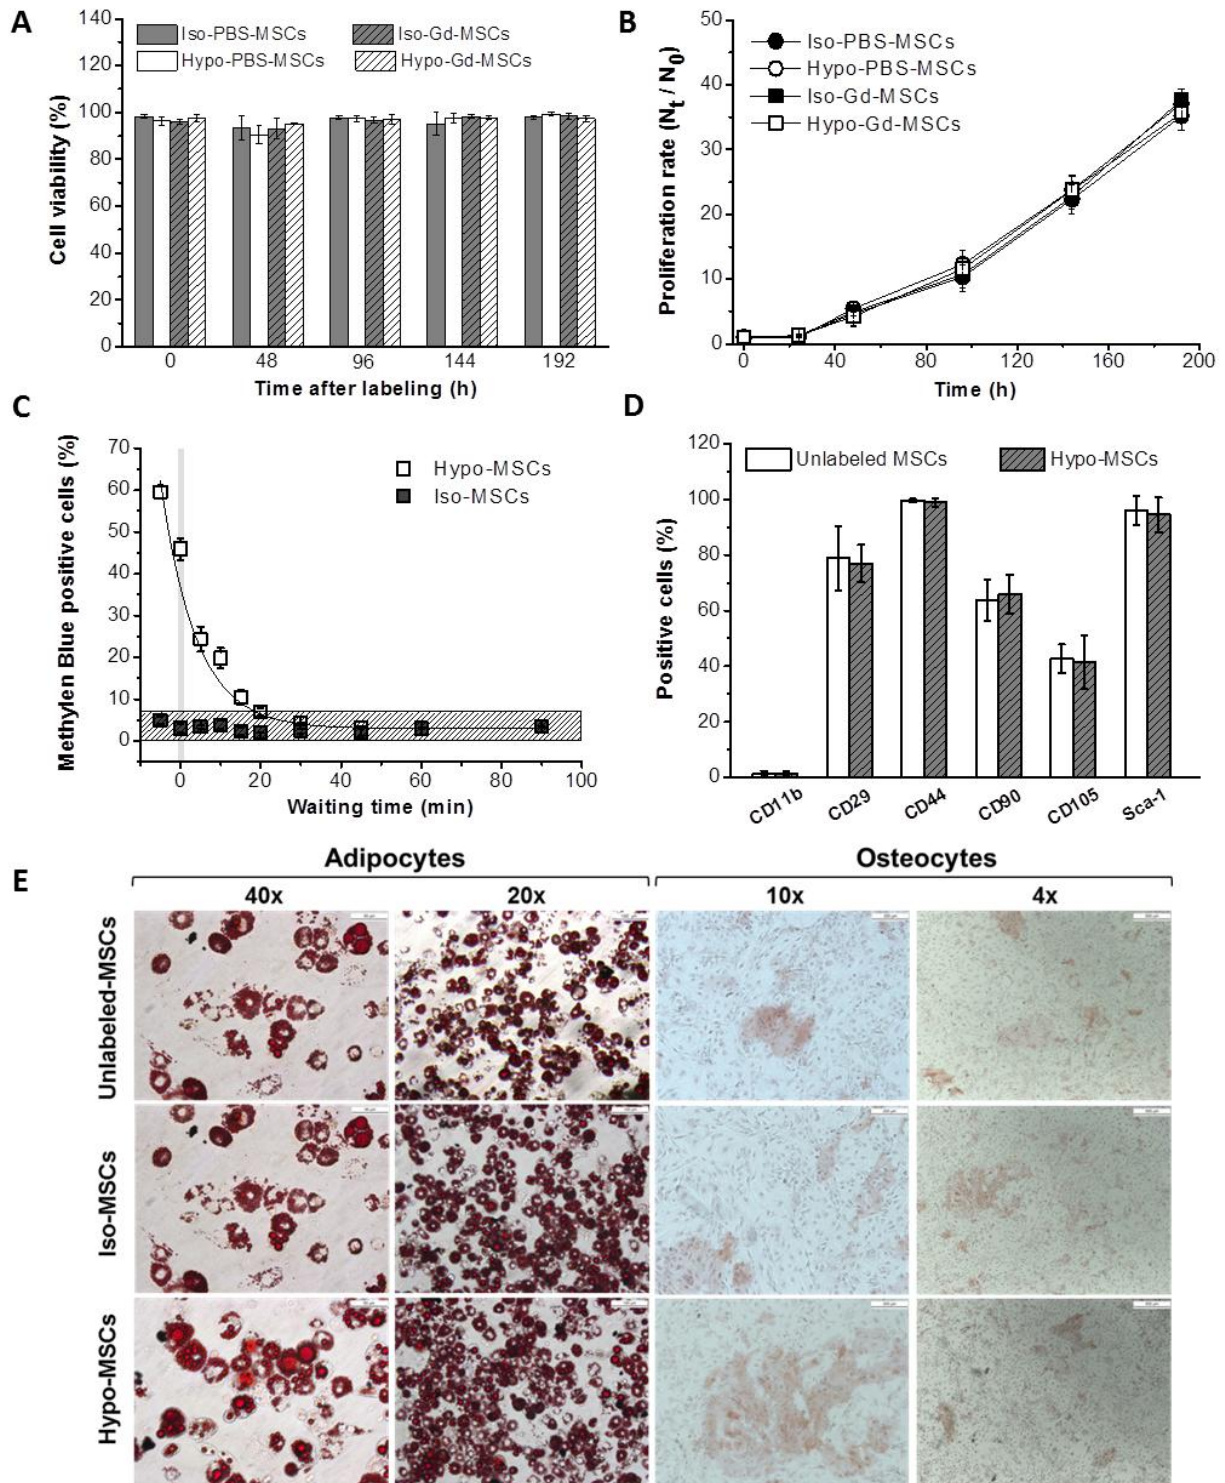 A
140
120
100
80
60
40
20
0
Cell viability (%)
Iso-PBS-MSCs
Iso-Gd-MSCs
Hypo-PBS-MSCs
Hypo-Gd-MSCs
0 48 96 144 192
Time after labeling (h)
B
50
40
30
20
10
0
Proliferation rate (Nt / N0)
Iso-PBS-MSCs
Hypo-PBS-MSCs
Iso-Gd-MSCs
Hypo-Gd-MSCs
0 40 80 120 160 200
Time (h)
C
70
60
50
40
30
20
10
0
Methylen Blue positive cells (%)
Hypo-MSCs
Iso-MSCs
0 20 40 60 80 100
Waiting time (min)
D
120
100
80
60
40
20
0
Positive cells (%)
Unlabeled MSCs
Hypo-MSCs
CD11b CD29 CD44 CD90 CD105 Sca-1
E
Adipocytes Osteocytes
40x 20x 10x 4x
Unlabeled-MSCs
Iso-MSCs
Hypo-MSCs